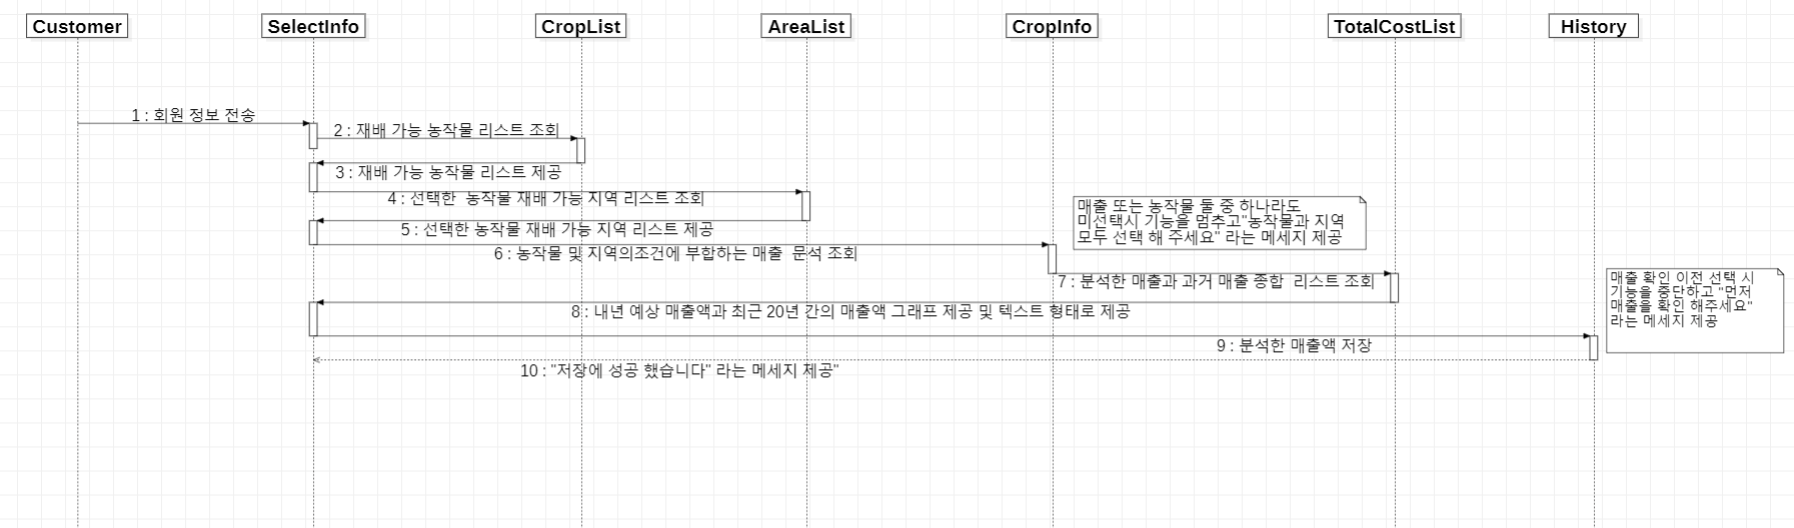 Customer
SelectInfo
CropList
AreaList
CropInfo
TotalCostList
History
1 : 회원 정보 전송
2 : 재배 가능 농작물 리스트 조회
3 : 재배 가능 농작물 리스트 제공
4 : 선택한  농작물 재배 가능 지역 리스트 조회
5 : 선택한 농작물 재배 가능 지역 리스트 제공
6 : 농작물 및 지역의조건에 부합하는 매출  문석 조회
매출 또는 농작물 둘 중 하나라도
미선택시 기능을 멈추고"농작물과 지역
모두 선택 해 주세요" 라는 메세지 제공
7 : 분석한 매출과 과거 매출 종합  리스트 조회
매출 확인 이전 선택 시
기능을 중단하고 "먼저
매출을 확인 해주세요"
라는 메세지 제공
8 : 내년 예상 매출액과 최근 20년 간의 매출액 그래프 제공 및 텍스트 형태로 제공
9 : 분석한 매출액 저장
10 : "저장에 성공 했습니다" 라는 메세지 제공"